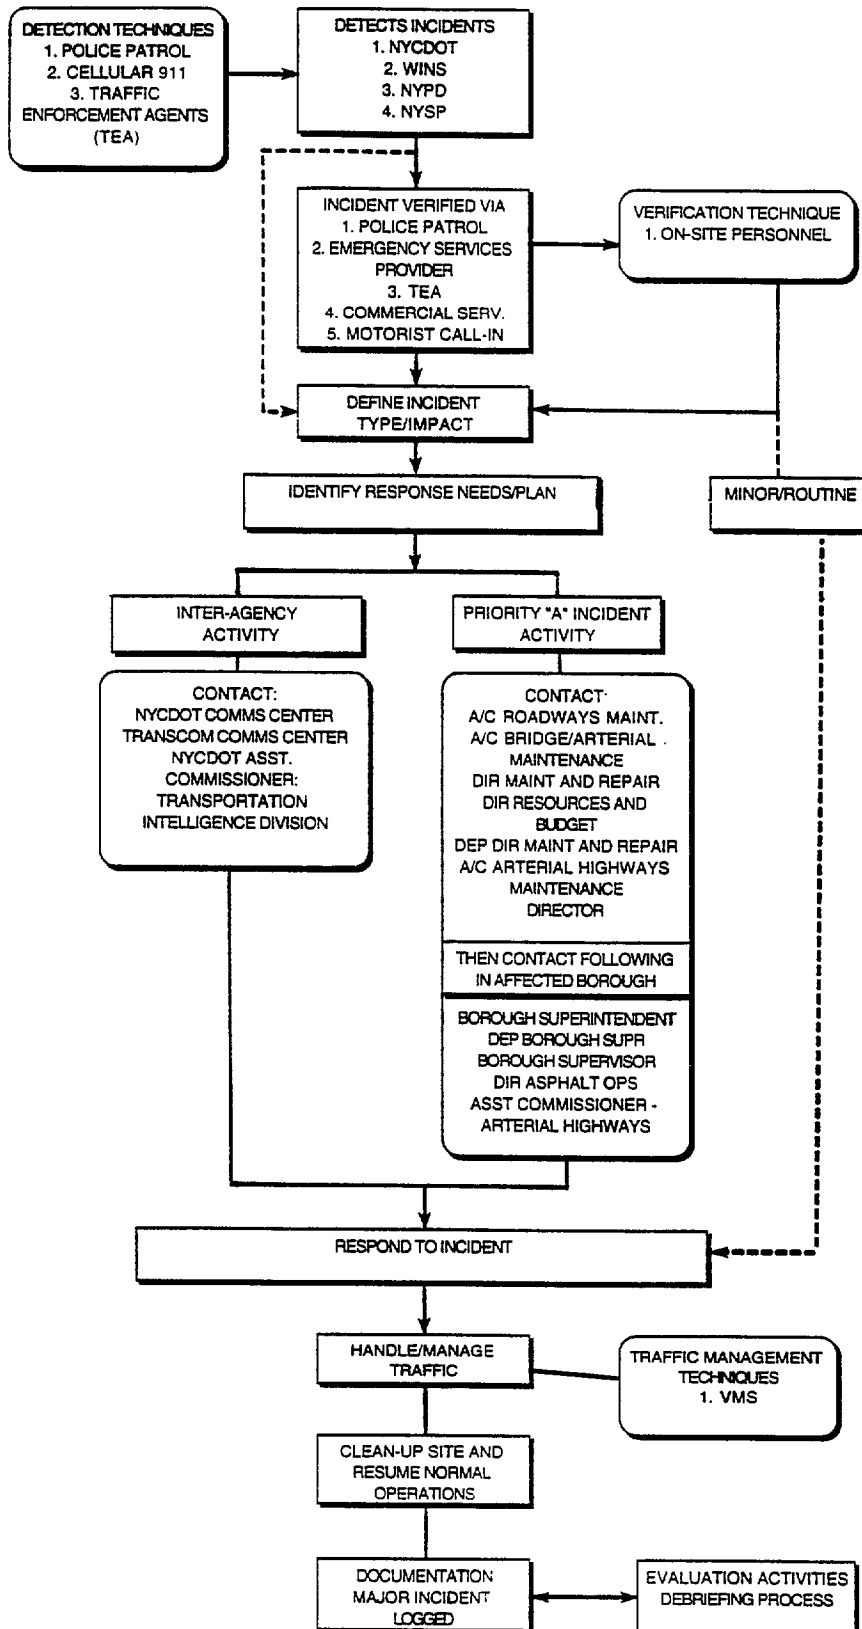 DETECTION TECHNIQUES
1. POLICE PATROL
2. CELLULAR 911
3. TRAFFIC
ENFORCEMENT AGENTS
(TEA)
DETECTS INCIDENTS
1. NYCDOT
2. WINS
3. NYPD
4. NYSP
INCIDENT VERIFIED VIA
1. POLICE PATROL
2. EMERGENCY SERVICES
PROVIDER
3. TEA
4. COMMERCIAL SERV.
5. MOTORIST CALL-IN
VERIFICATION TECHNIQUE
1. ON-SITE PERSONNEL
DEFINE INCIDENT
TYPE/IMPACT
IDENTIFY RESPONSE NEEDS/PLAN
MINOR/ROUTINE
INTER-AGENCY
ACTIVITY
PRIORITY "A" INCIDENT
ACTIVITY
CONTACT:
NYCDOT COMMS CENTER
TRANSCOM COMMS CENTER
NYCDOT ASST.
COMMISSIONER:
TRANSPORTATION
INTELLIGENCE DIVISION
CONTACT:
A/C ROADWAYS MAINT.
A/C BRIDGE/ARTERIAL
MAINTENANCE
DIR MAINT AND REPAIR
DIR RESOURCES AND
BUDGET
DEP DIR MAINT AND REPAIR
A/C ARTERIAL HIGHWAYS
MAINTENANCE
DIRECTOR
THEN CONTACT FOLLOWING
IN AFFECTED BOROUGH
BOROUGH SUPERINTENDENT
DEP BOROUGH SUPR
BOROUGH SUPERVISOR
DIR ASPHALT OPS
ASST COMMISSIONER -
ARTERIAL HIGHWAYS
RESPOND TO INCIDENT
HANDLE/MANAGE
TRAFFIC
TRAFFIC MANAGEMENT
TECHNIQUES
1. VMS
CLEAN-UP SITE AND
RESUME NORMAL
OPERATIONS
DOCUMENTATION
MAJOR INCIDENT
LOGGED
EVALUATION ACTIVITIES
DEBRIEFING PROCESS